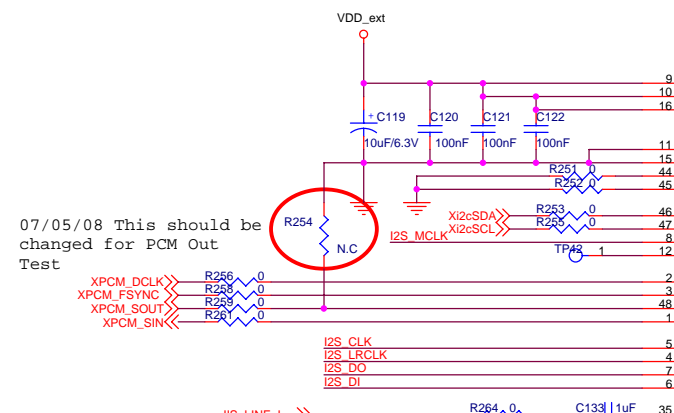 VDD_ext
9
10
16
+ C119 C120 C121 C122
10uF/6.3V 100nF 100nF 100nF
11
15
R251 0 44
R252 0 45
07/05/08 This should be
changed for PCM Out
Test
R254
N.C
Xi2cSDA R253 0 46
Xi2cSCL R255 0 47
I2S_MCLK 8
TP42 1 12
XPCM_DCLK R256 0 2
XPCM_FSYNC R258 0 3
XPCM_SOUT R259 0 48
XPCM_SIN R261 0 1
I2S_CLK 5
I2S_LRCLK 4
I2S_DO 7
I2S_DI 6
R264 0 C133 1uF 35